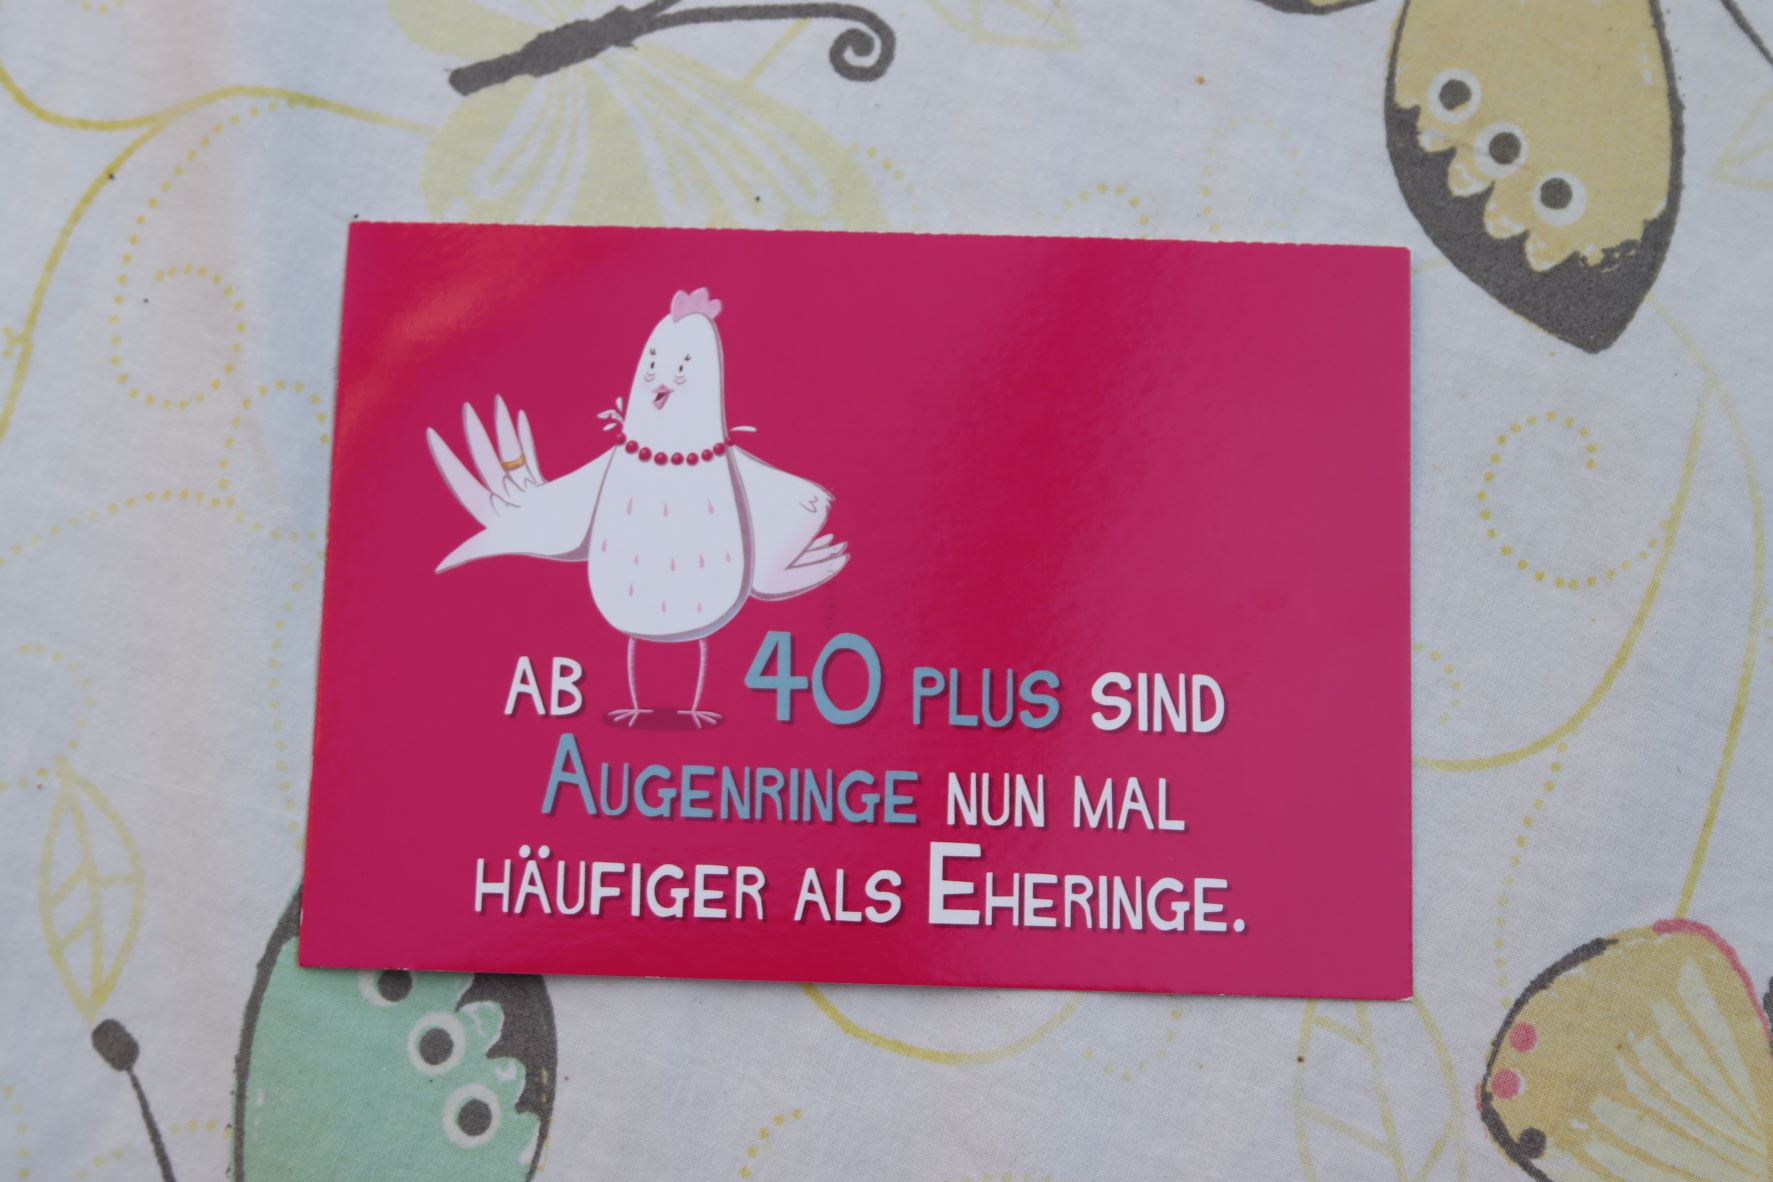 AB 40 PLUS SIND
AUGENRINGE NUN MAL
HÄUFIGER ALS EHERINGE.